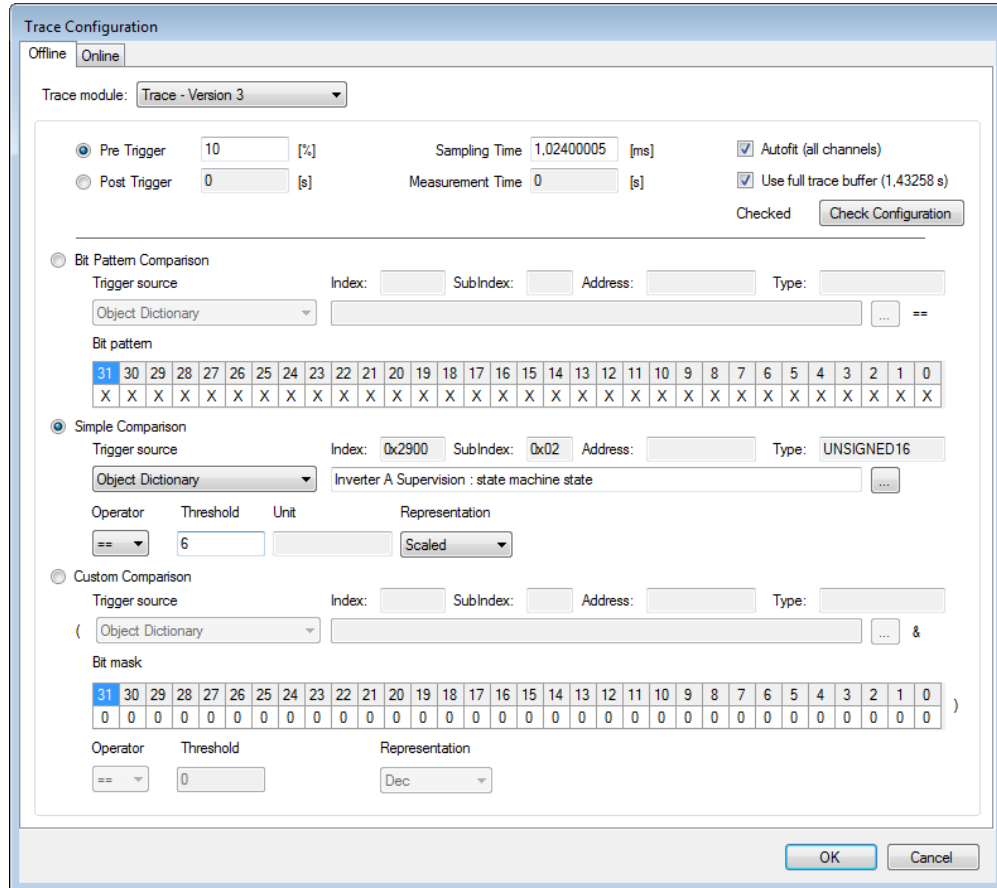 Trace Configuration
Offline Online
Trace module: Trace - Version 3
Pre Trigger 10 [%] Sampling Time 1,02400005 [ms] Autofit (all channels)
Post Trigger 0 [s] Measurement Time 0 [s] Use full trace buffer (1,43258 s)
Checked Check Configuration
Bit Pattern Comparison
Trigger source Index: SubIndex: Address: Type:
Object Dictionary ... ==
Bit pattern
31 30 29 28 27 26 25 24 23 22 21 20 19 18 17 16 15 14 13 12 11 10 9 8 7 6 5 4 3 2 1 0
X X X X X X X X X X X X X X X X X X X X X X X X X X X X X X X X
Simple Comparison
Trigger source Index: 0x2900 SubIndex: 0x02 Address: Type: UNSIGNED16
Object Dictionary Inverter A Supervision : state machine state ...
Operator Threshold Unit Representation
== 6 Scaled
Custom Comparison
Trigger source Index: SubIndex: Address: Type:
( Object Dictionary ... &
Bit mask
31 30 29 28 27 26 25 24 23 22 21 20 19 18 17 16 15 14 13 12 11 10 9 8 7 6 5 4 3 2 1 0
0 0 0 0 0 0 0 0 0 0 0 0 0 0 0 0 0 0 0 0 0 0 0 0 0 0 0 0 0 0 0 0 )
Operator Threshold Representation
== 0 Dec
OK Cancel